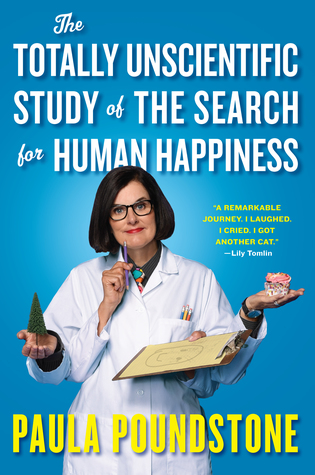 The
TOTALLY UNSCIENTIFIC
STUDY of THE SEARCH
for HUMAN HAPPINESS
“A REMARKABLE
JOURNEY. I LAUGHED.
I CRIED. I GOT
ANOTHER CAT.”
—Lily Tomlin
PAULA POUNDSTONE